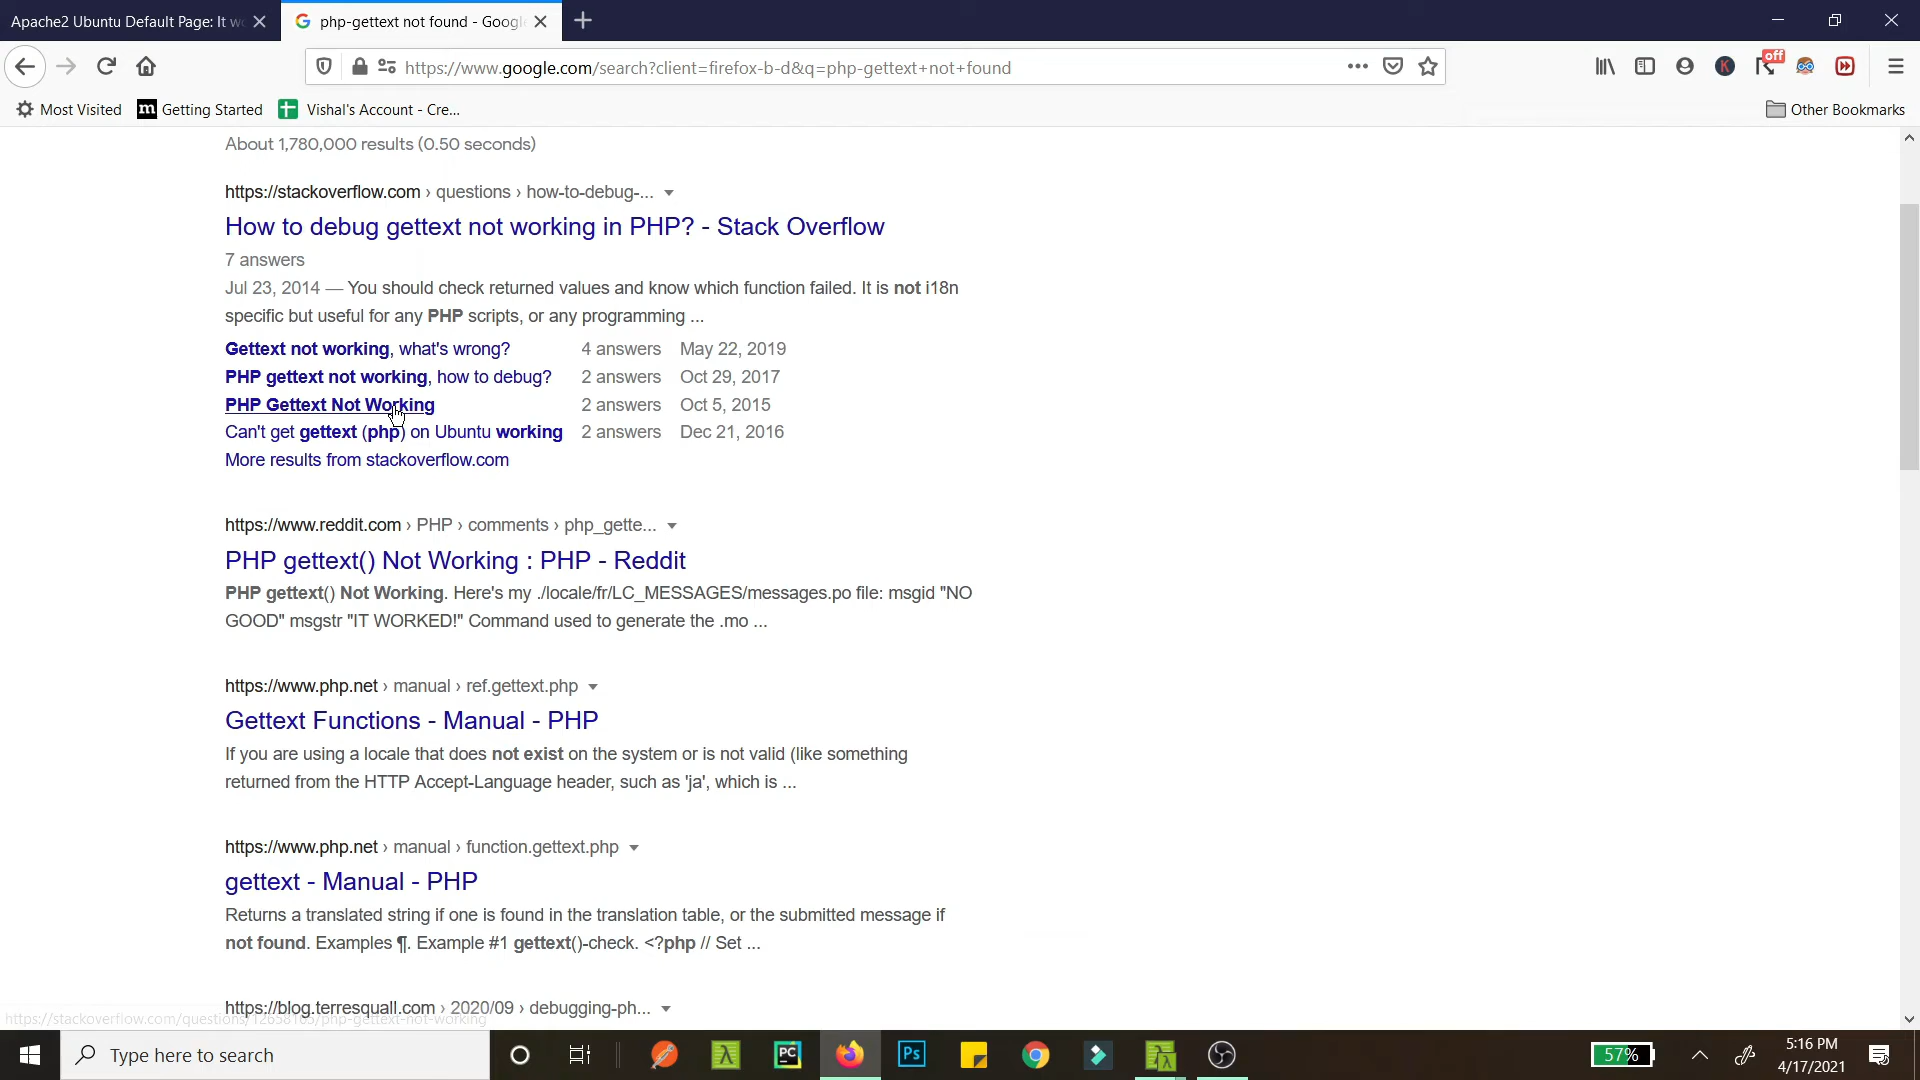 Apache2 Ubuntu Default Page: It w
php-gettext not found - Googl
https://www.google.com/search?client=firefox-b-d&q=php-gettext+not+found
off
Most Visited
Getting Started
Vishal's Account - Cre...
Other Bookmarks
About 1,780,000 results (0.50 seconds)
https://stackoverflow.com › questions › how-to-debug-...
How to debug gettext not working in PHP? - Stack Overflow
7 answers
Jul 23, 2014 — You should check returned values and know which function failed. It is not i18n
specific but useful for any PHP scripts, or any programming ...
Gettext not working, what's wrong? 4 answers May 22, 2019
PHP gettext not working, how to debug? 2 answers Oct 29, 2017
PHP Gettext Not Working 2 answers Oct 5, 2015
Can't get gettext (php) on Ubuntu working 2 answers Dec 21, 2016
More results from stackoverflow.com
https://www.reddit.com › PHP › comments › php_gette...
PHP gettext() Not Working : PHP - Reddit
PHP gettext() Not Working. Here's my ./locale/fr/LC_MESSAGES/messages.po file: msgid "NO
GOOD" msgstr "IT WORKED!" Command used to generate the .mo ...
https://www.php.net › manual › ref.gettext.php
Gettext Functions - Manual - PHP
If you are using a locale that does not exist on the system or is not valid (like something
returned from the HTTP Accept-Language header, such as 'ja', which is ...
https://www.php.net › manual › function.gettext.php
gettext - Manual - PHP
Returns a translated string if one is found in the translation table, or the submitted message if
not found. Examples ¶. Example #1 gettext()-check. <?php // Set ...
https://blog.terresquall.com › 2020/09 › debugging-ph...
Type here to search
PC
Ps
57%
5:16 PM
4/17/2021